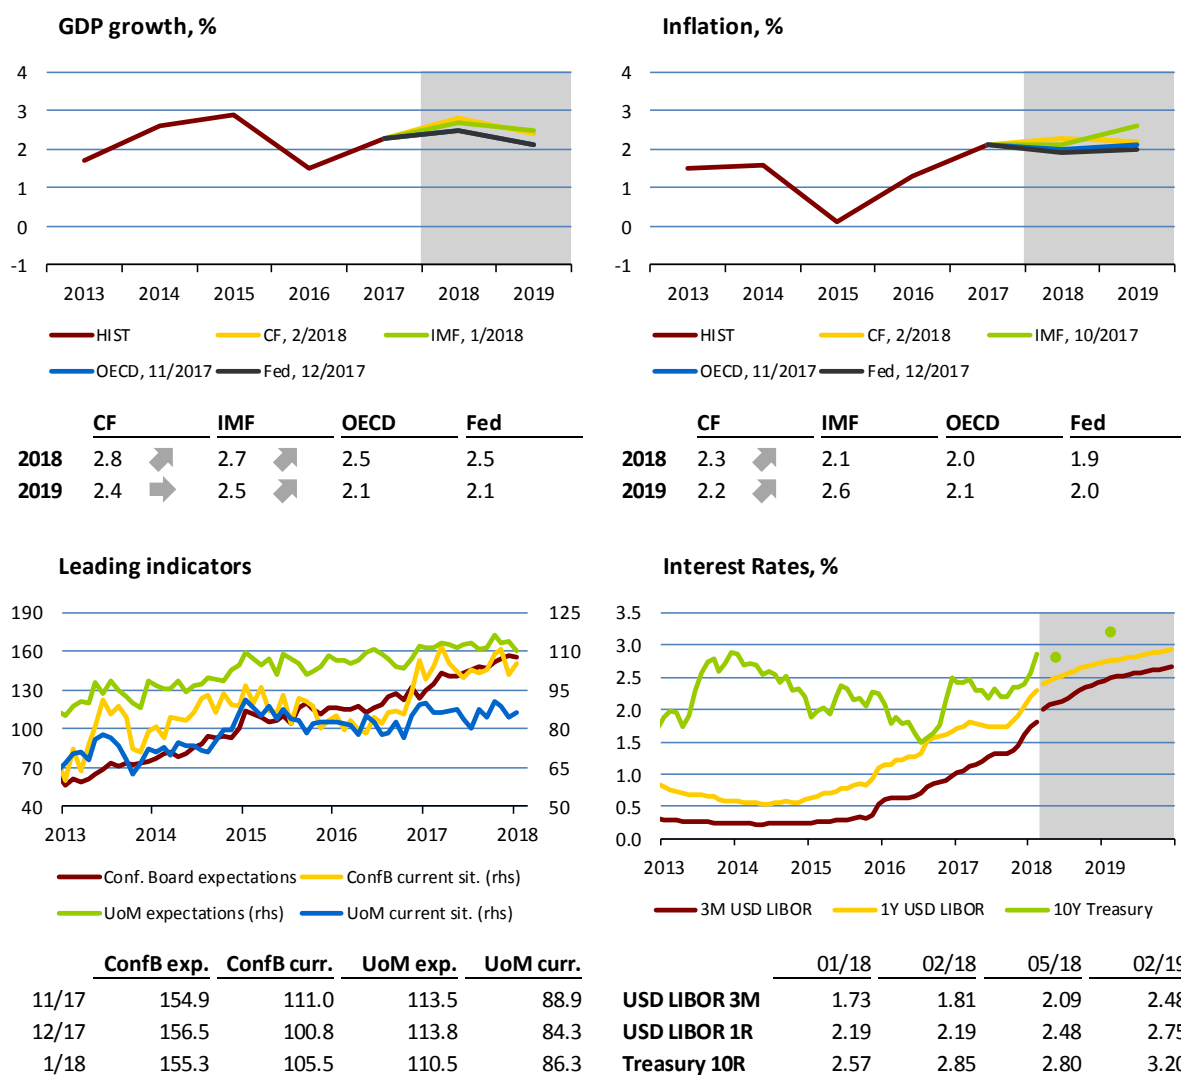 GDP growth, %
4
3
2
1
0
-1
2013 2014 2015 2016 2017 2018 2019
HIST CF, 2/2018 IMF, 1/2018
OECD, 11/2017 Fed, 12/2017
CF IMF OECD Fed
2018 2.8 2.7 2.5 2.5
2019 2.4 2.5 2.1 2.1
Inflation, %
4
3
2
1
0
-1
2013 2014 2015 2016 2017 2018 2019
HIST CF, 2/2018 IMF, 10/2017
OECD, 11/2017 Fed, 12/2017
CF IMF OECD Fed
2018 2.3 2.1 2.0 1.9
2019 2.2 2.6 2.1 2.0
Leading indicators
190 125
160 110
130 95
100 80
70 65
40 50
2013 2014 2015 2016 2017 2018
Conf. Board expectations ConfB current sit. (rhs)
UoM expectations (rhs) UoM current sit. (rhs)
ConfB exp. ConfB curr. UoM exp. UoM curr.
11/17 154.9 111.0 113.5 88.9
12/17 156.5 100.8 113.8 84.3
1/18 155.3 105.5 110.5 86.3
Interest Rates, %
3.5
3.0
2.5
2.0
1.5
1.0
0.5
0.0
2013 2014 2015 2016 2017 2018 2019
3M USD LIBOR 1Y USD LIBOR 10Y Treasury
01/18 02/18 05/18 02/19
USD LIBOR 3M 1.73 1.81 2.09 2.48
USD LIBOR 1R 2.19 2.19 2.48 2.75
Treasury 10R 2.57 2.85 2.80 3.20